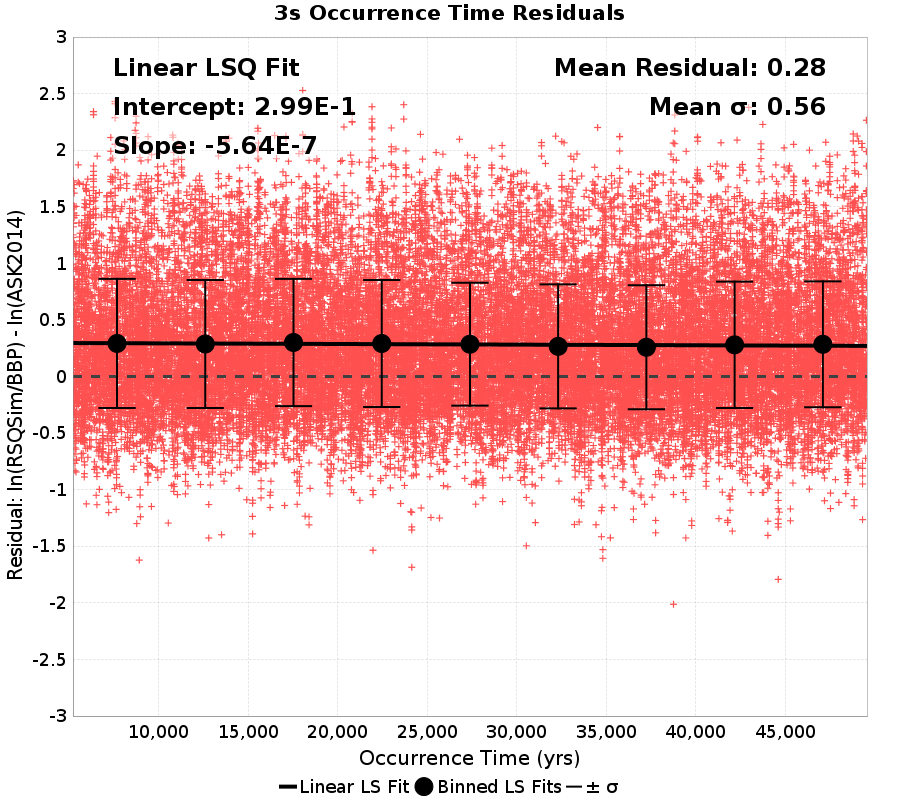 3s Occurrence Time Residuals
Linear LSQ Fit
Intercept: 2.99E-1
Slope: -5.64E-7
Mean Residual: 0.28
Mean σ: 0.56
Residual: ln(RSQSim/BBP) - ln(ASK2014)
3
2.5
2
1.5
1
0.5
0
-0.5
-1
-1.5
-2
-2.5
-3
10,000 15,000 20,000 25,000 30,000 35,000 40,000 45,000
Occurrence Time (yrs)
Linear LS Fit Binned LS Fits ± σ